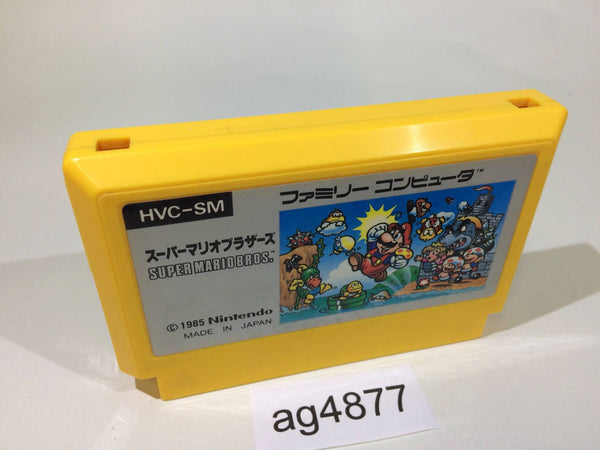 HVC-SM
ファミリー コンピュータ™
スーパーマリオブラザーズ
SUPER MARIO BROS.™
© 1985 Nintendo
MADE IN JAPAN
ag4877